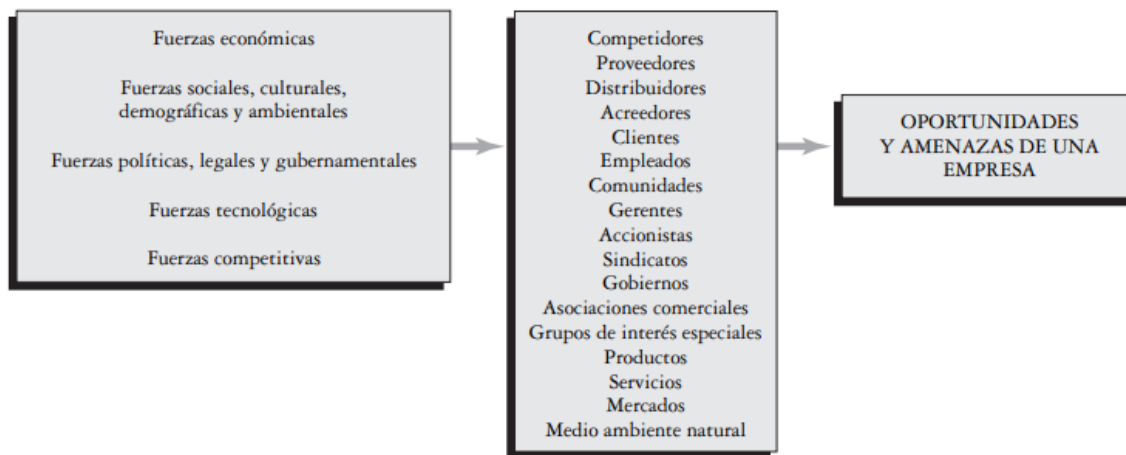 Fuerzas económicas
Fuerzas sociales, culturales,
demográficas y ambientales
Fuerzas políticas, legales y gubernamentales
Fuerzas tecnológicas
Fuerzas competitivas
Competidores
Proveedores
Distribuidores
Acreedores
Clientes
Empleados
Comunidades
Gerentes
Accionistas
Sindicatos
Gobiernos
Asociaciones comerciales
Grupos de interés especiales
Productos
Servicios
Mercados
Medio ambiente natural
OPORTUNIDADES
Y AMENAZAS DE UNA
EMPRESA